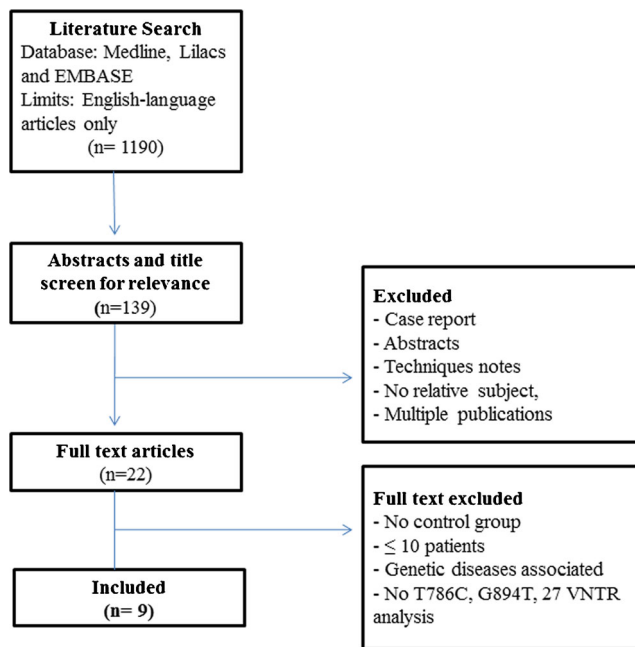 Literature Search
Database: Medline, Lilacs
and EMBASE
Limits: English-language
articles only
(n= 1190)
Abstracts and title
screen for relevance
(n=139)
Excluded
- Case report
- Abstracts
- Techniques notes
- No relative subject,
- Multiple publications
Full text articles
(n=22)
Full text excluded
- No control group
- ≤ 10 patients
- Genetic diseases associated
- No T786C, G894T, 27 VNTR
analysis
Included
(n= 9)